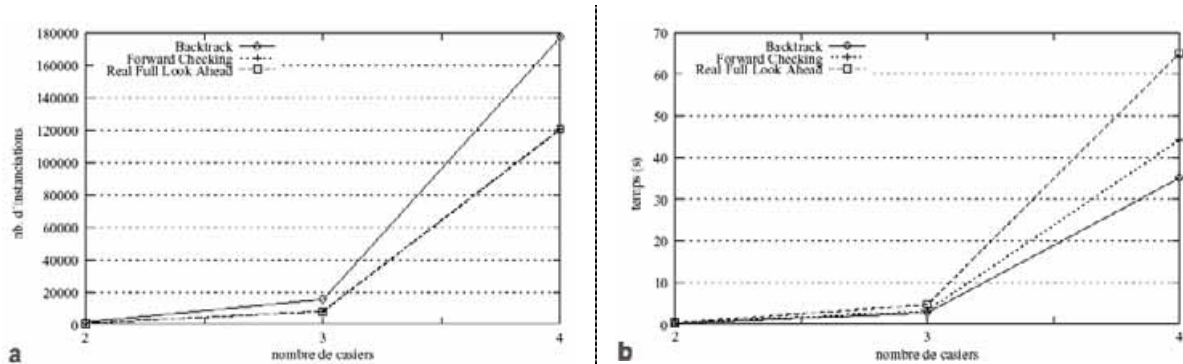 180000
160000
140000
120000
100000
80000
60000
40000
20000
0
nb. d'instanciations
Backtrack
Forward Checking
Real Full Look Ahead
2
3
4
nombre de casiers
a
70
60
50
40
30
20
10
0
temps (s)
Backtrack
Forward Checking
Real Full Look Ahead
2
3
4
nombre de casiers
b